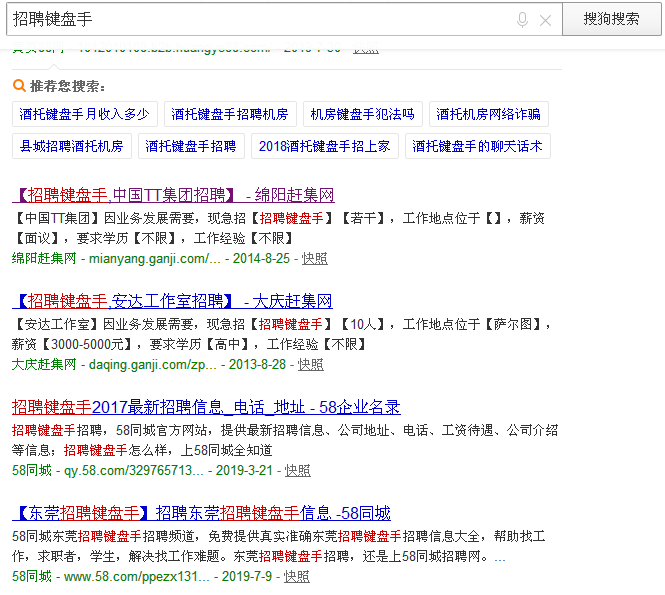 招聘键盘手
搜狗搜索
推荐您搜索：
酒托键盘手月收入多少 酒托键盘手招聘机房 机房键盘手犯法吗 酒托机房网络诈骗
县城招聘酒托机房 酒托键盘手招聘 2018酒托键盘手招上家 酒托键盘手的聊天话术
【招聘键盘手,中国TT集团招聘】 - 绵阳赶集网
【中国TT集团】因业务发展需要，现急招【招聘键盘手】【若干】，工作地点位于【】，薪资
【面议】，要求学历【不限】，工作经验【不限】
绵阳赶集网 - mianyang.ganji.com/... - 2014-8-25 - 快照
【招聘键盘手,安达工作室招聘】 - 大庆赶集网
【安达工作室】因业务发展需要，现急招【招聘键盘手】【10人】，工作地点位于【萨尔图】，
薪资【3000-5000元】，要求学历【高中】，工作经验【不限】
大庆赶集网 - daqing.ganji.com/zp... - 2013-8-28 - 快照
招聘键盘手2017最新招聘信息_电话_地址 - 58企业名录
招聘键盘手招聘，58同城官方网站，提供最新招聘信息、公司地址、电话、工资待遇、公司介绍
等信息；招聘键盘手怎么样，上58同城全知道
58同城 - qy.58.com/329765713... - 2019-3-21 - 快照
【东莞招聘键盘手】招聘东莞招聘键盘手信息 -58同城
58同城东莞招聘键盘手招聘频道，免费提供真实准确东莞招聘键盘手招聘信息大全，帮助找工
作，求职者，学生，解决找工作难题。东莞招聘键盘手招聘，还是上58同城招聘网。...
58同城 - www.58.com/ppezx131... - 2019-7-9 - 快照